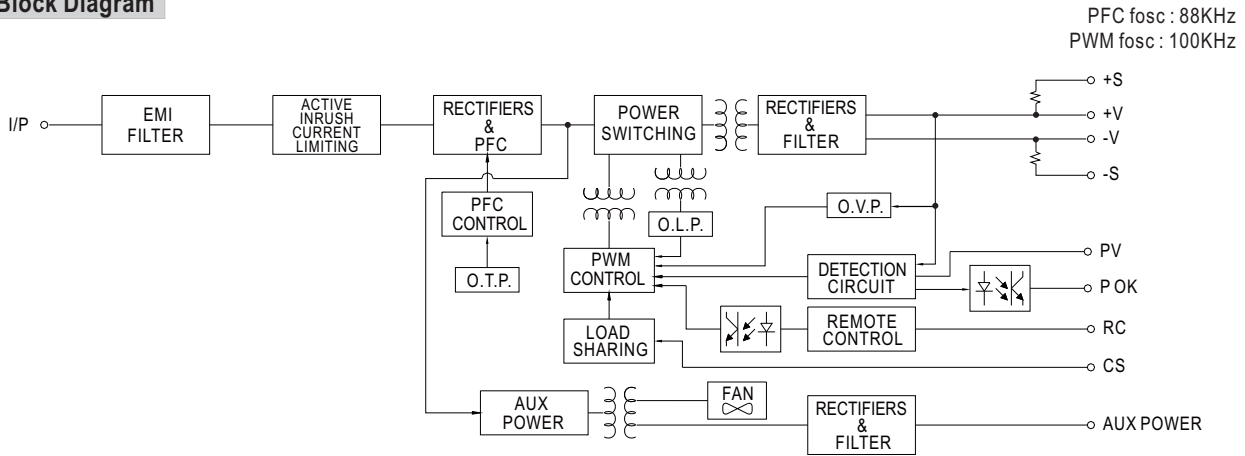 Block Diagram
PFC fosc : 88KHz
PWM fosc : 100KHz
I/P
EMI
FILTER
ACTIVE
INRUSH
CURRENT
LIMITING
RECTIFIERS
&
PFC
POWER
SWITCHING
RECTIFIERS
&
FILTER
+S
+V
-V
-S
PFC
CONTROL
O.T.P.
O.L.P.
O.V.P.
PWM
CONTROL
DETECTION
CIRCUIT
PV
P OK
LOAD
SHARING
REMOTE
CONTROL
RC
CS
AUX
POWER
FAN
RECTIFIERS
&
FILTER
AUX POWER